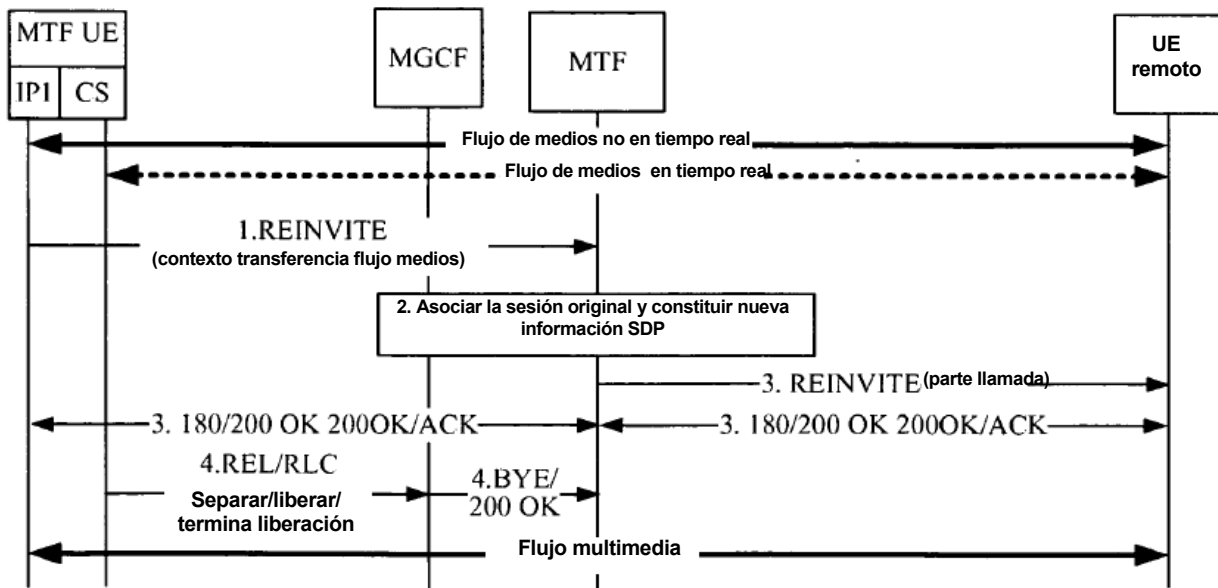 MTF UE
IP1 CS
MGCF
MTF
UE
remoto
Flujo de medios no en tiempo real
Flujo de medios en tiempo real
1.REINVITE
(contexto transferencia flujo medios)
2. Asociar la sesión original y constituir nueva
información SDP
3. REINVITE (parte llamada)
3. 180/200 OK 200OK/ACK
3. 180/200 OK 200OK/ACK
4.REL/RLC
Separar/liberar/
termina liberación
4.BYE/
200 OK
Flujo multimedia